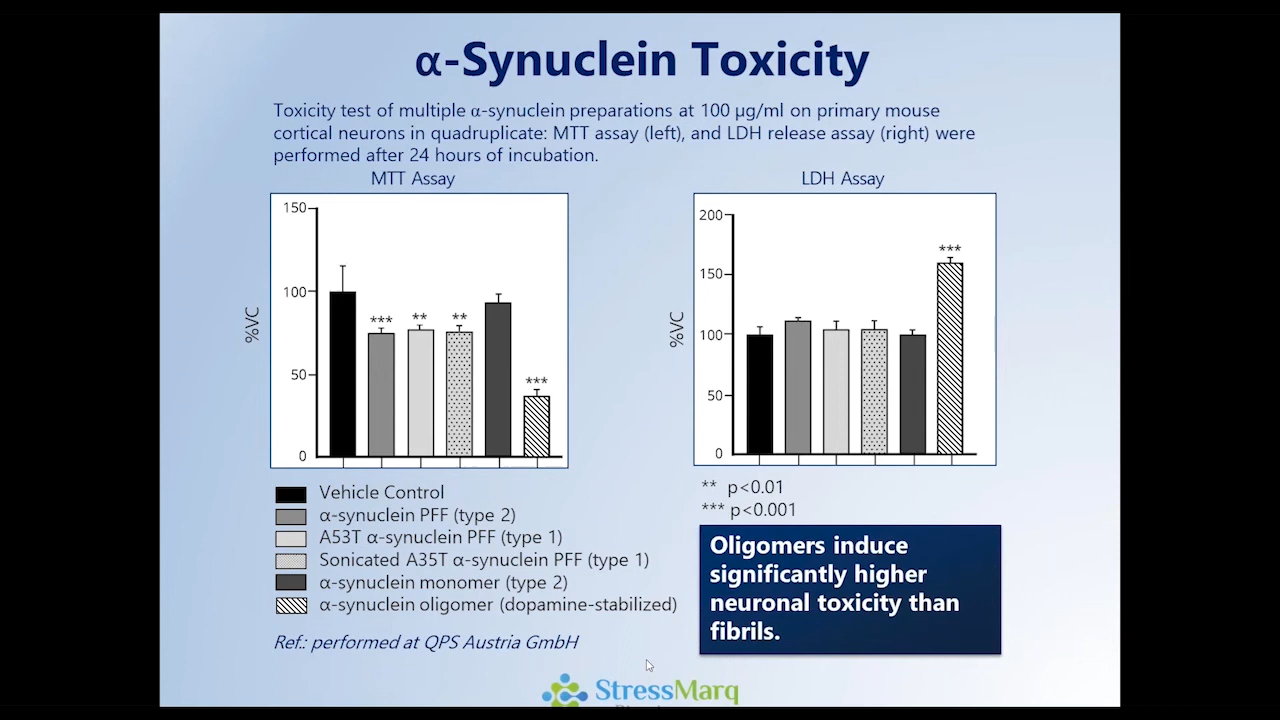 α-Synuclein Toxicity
Toxicity test of multiple α-synuclein preparations at 100 µg/ml on primary mouse
cortical neurons in quadruplicate: MTT assay (left), and LDH release assay (right) were
performed after 24 hours of incubation.
MTT Assay
150
100
50
0
%VC
***
**
**
***
LDH Assay
200
150
100
50
0
%VC
***
Vehicle Control
α-synuclein PFF (type 2)
A53T α-synuclein PFF (type 1)
Sonicated A35T α-synuclein PFF (type 1)
α-synuclein monomer (type 2)
α-synuclein oligomer (dopamine-stabilized)
** p<0.01
*** p<0.001
Oligomers induce
significantly higher
neuronal toxicity than
fibrils.
Ref.: performed at QPS Austria GmbH
StressMarq